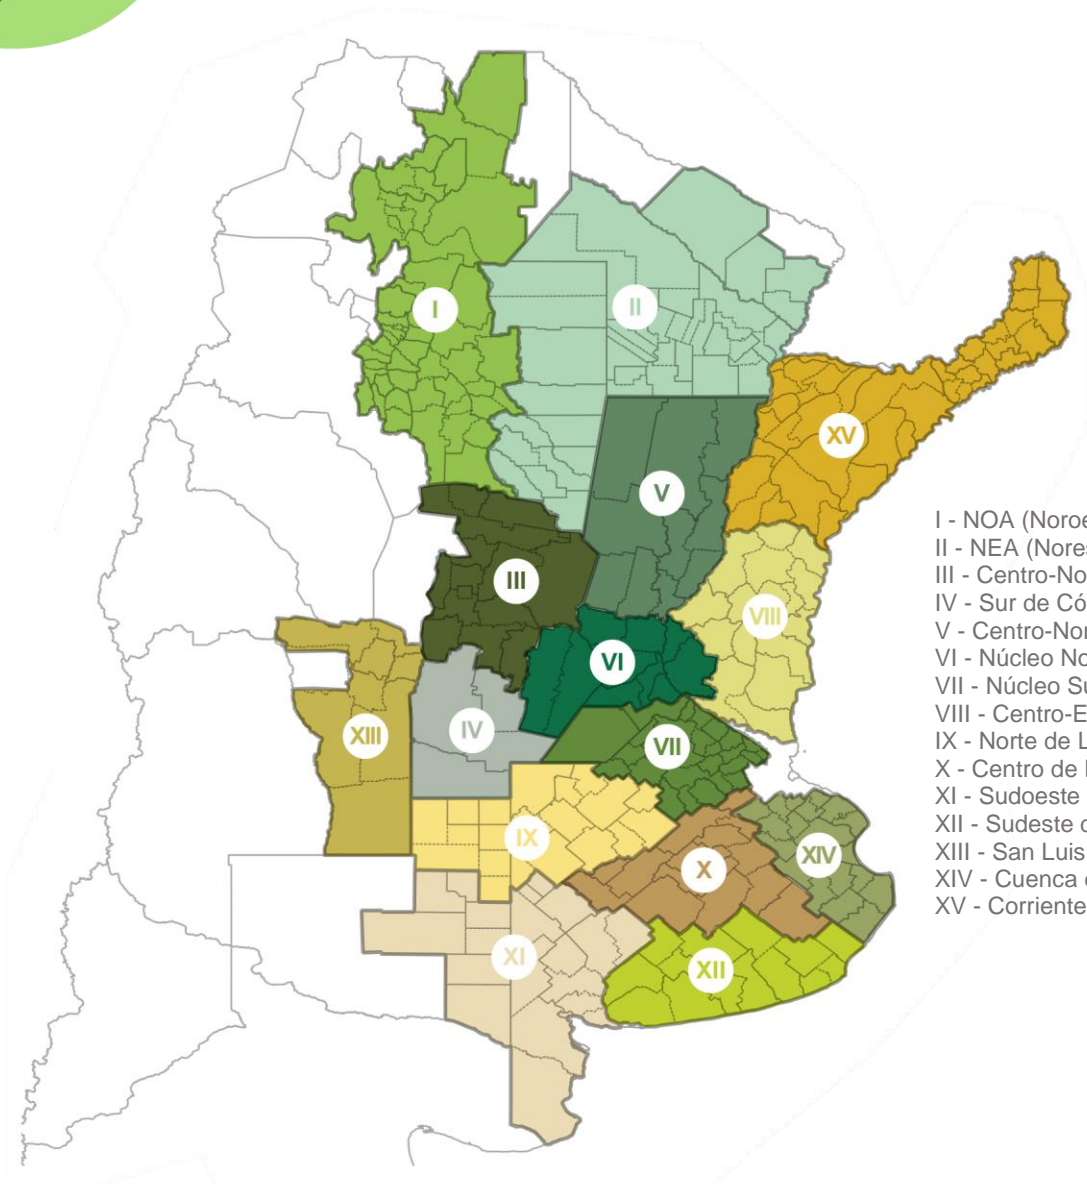 I
II
XV
V
III
VIII
VI
IV
XIII
VII
IX
XIV
X
XI
XII
I - NOA (Noroe
II - NEA (Nores
III - Centro-No
IV - Sur de Có
V - Centro-Nor
VI - Núcleo No
VII - Núcleo Su
VIII - Centro-E
IX - Norte de L
X - Centro de
XI - Sudoeste
XII - Sudeste
XIII - San Luis
XIV - Cuenca
XV - Corriente